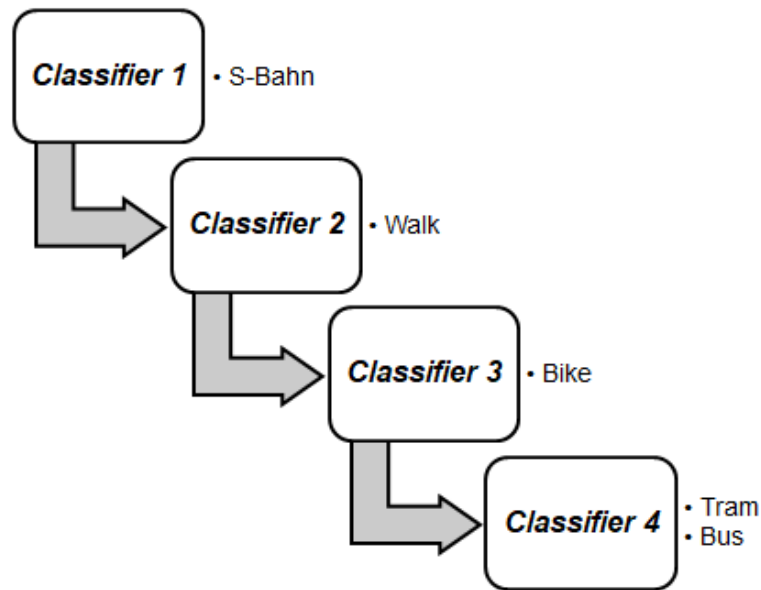 Classifier 1
• S-Bahn
Classifier 2
• Walk
Classifier 3
• Bike
Classifier 4
• Tram
• Bus